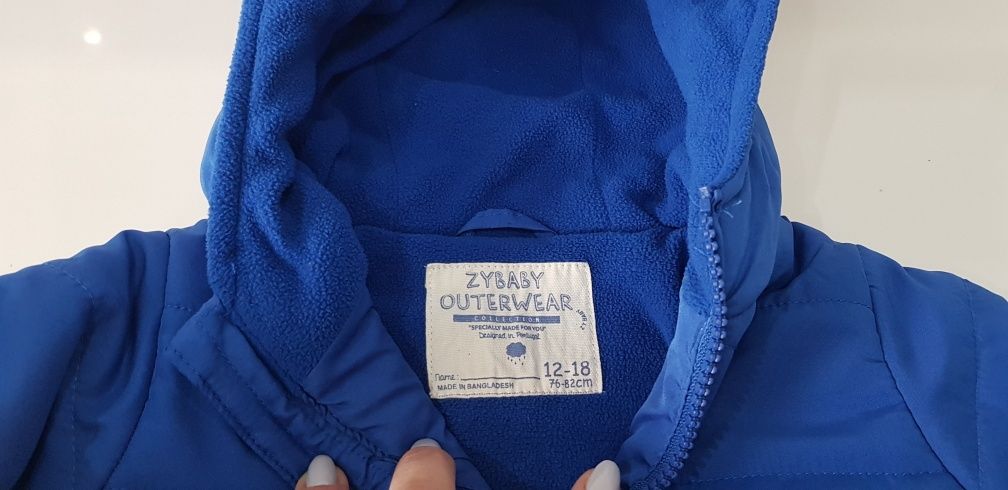 ZYBABY
OUTERWEAR
COLLECTION
"SPECIALLY MADE FOR YOU"
Designed in Portugal
name:
12-18
MADE IN BANGLADESH
76-82cm